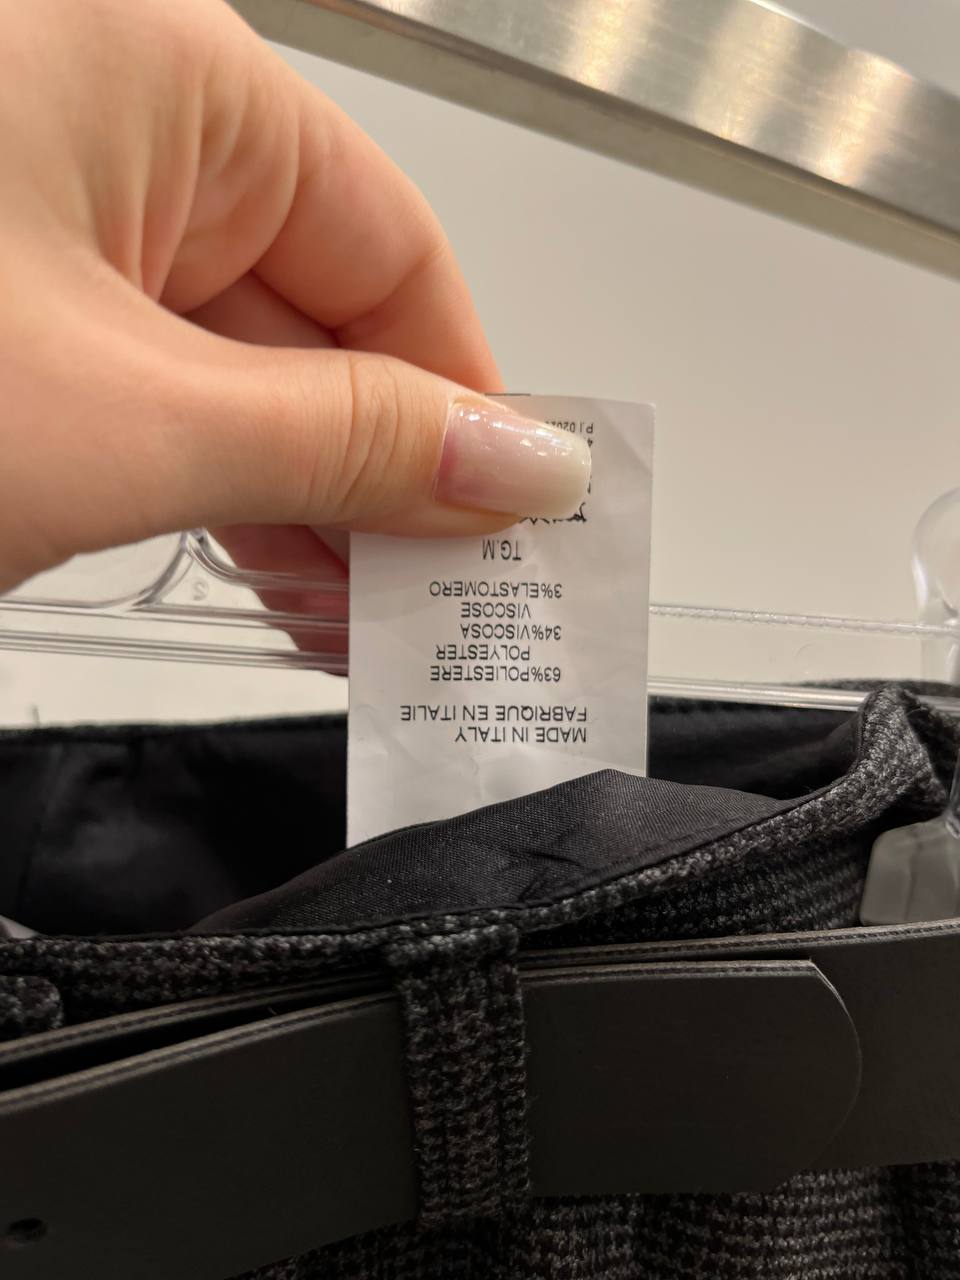 MADE IN ITALY
FABRIQUE EN ITALIE
63%POLIESTERE
POLYESTER
34%VISCOSA
VISCOSE
3%ELASTOMERO
TG.M